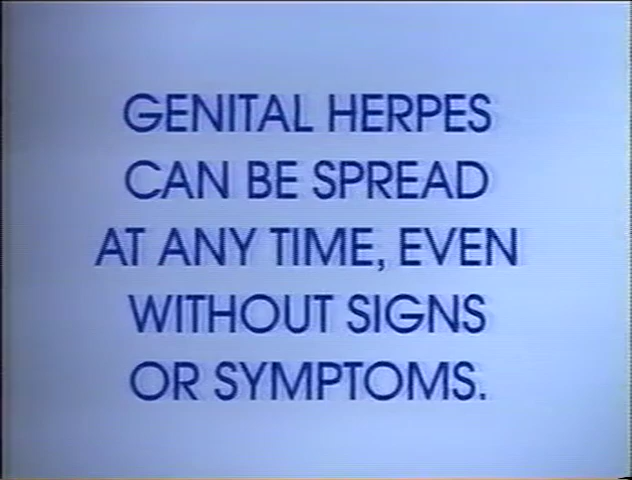 GENITAL HERPES
CAN BE SPREAD
AT ANY TIME, EVEN
WITHOUT SIGNS
OR SYMPTOMS.